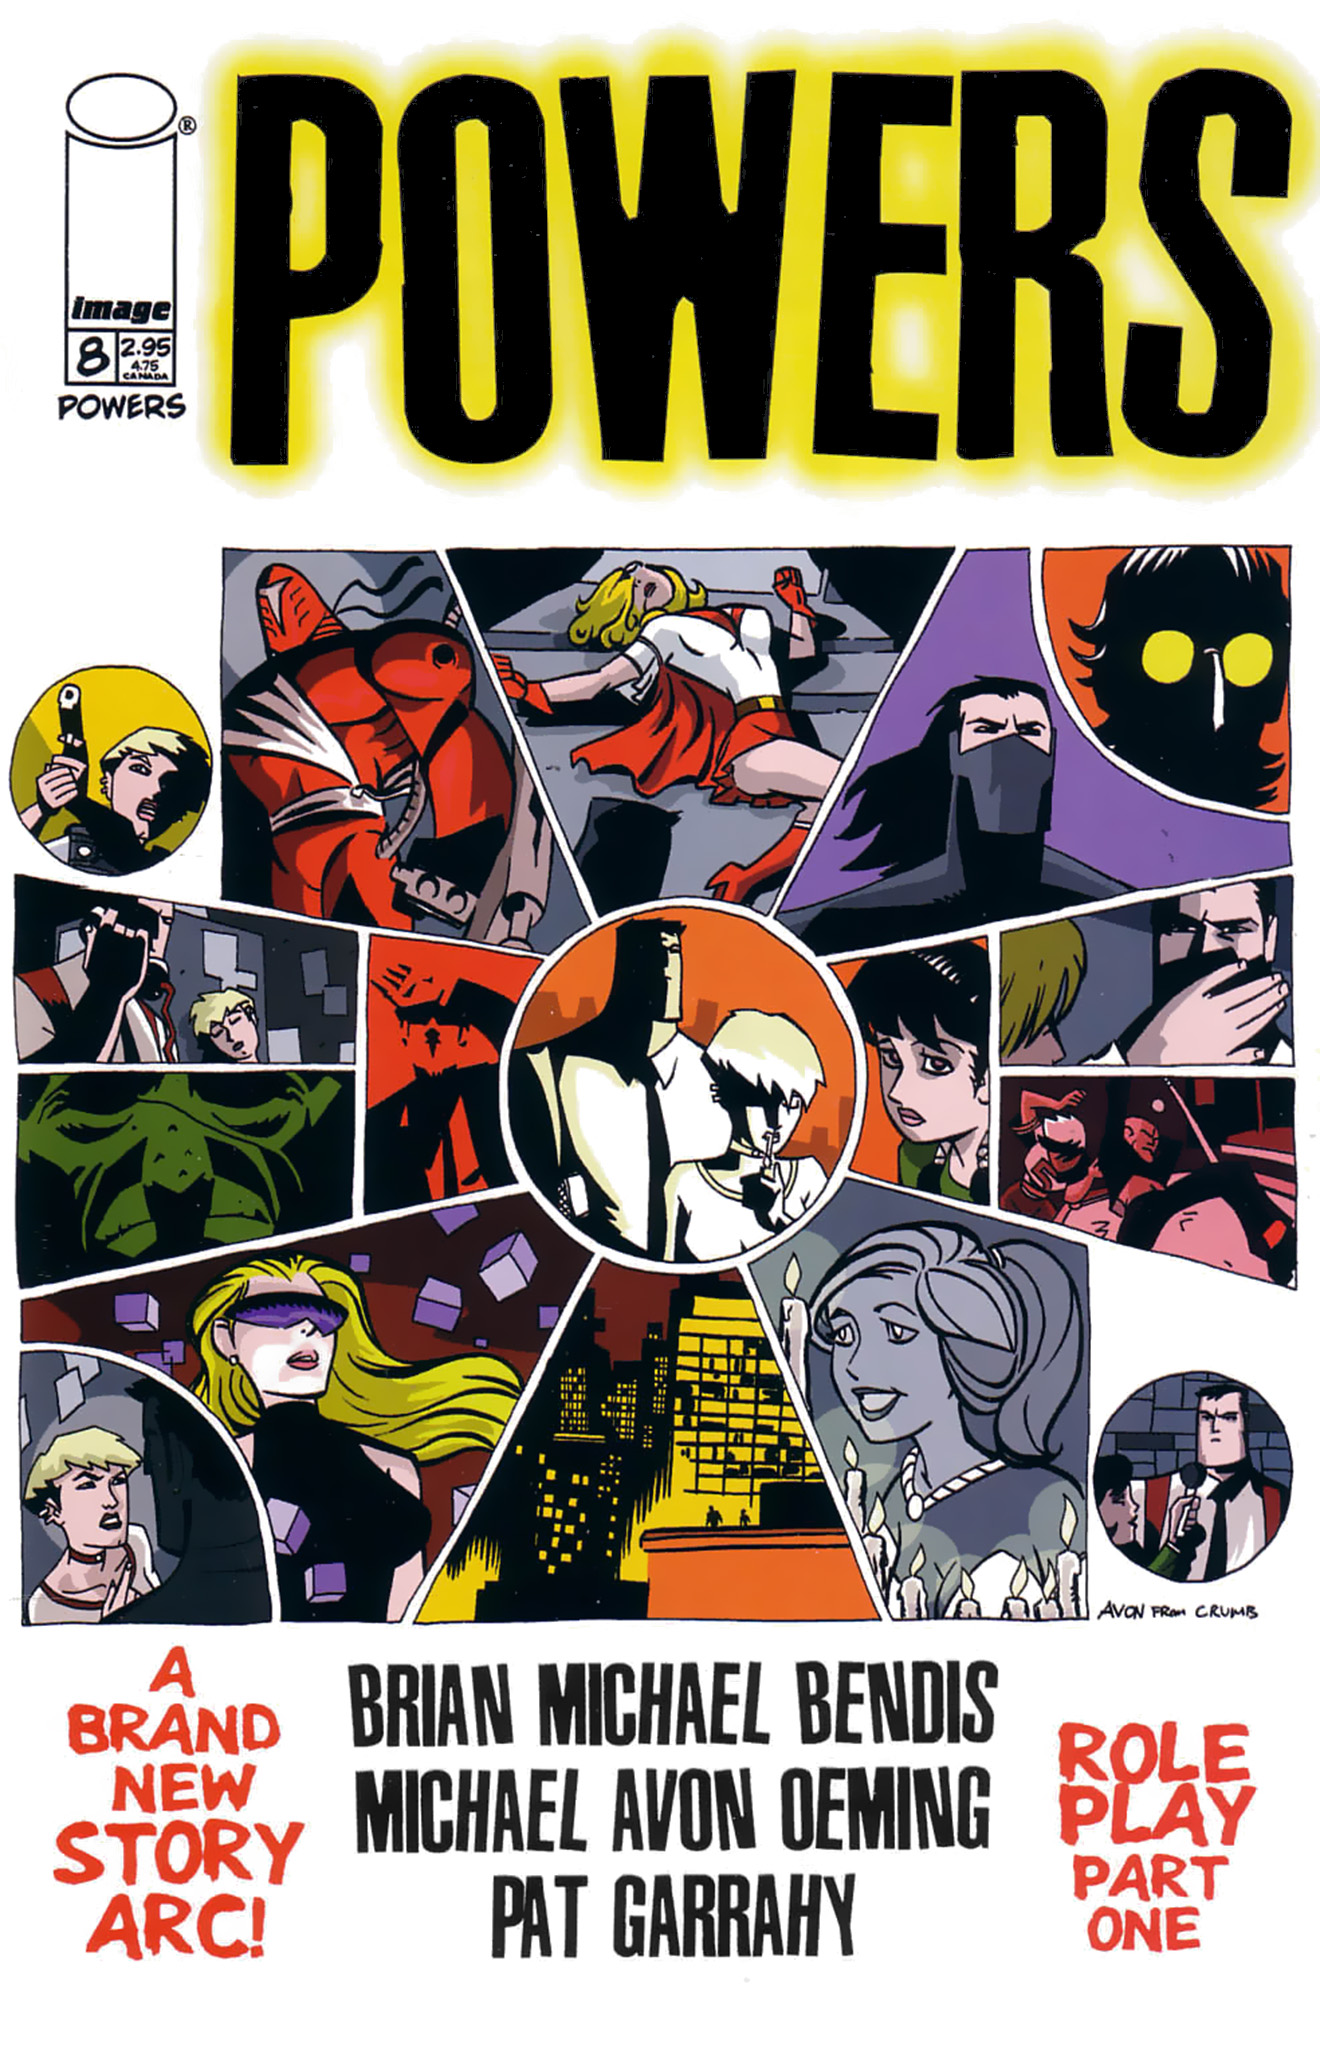 POWERS
®
image
8
2.95
4.75
CANADA
POWERS
AVON FROM CRUMB
A
BRAND
NEW
STORY
ARC!
BRIAN MICHAEL BENDIS
MICHAEL AVON OEMING
PAT GARRAHY
ROLE
PLAY
PART
ONE